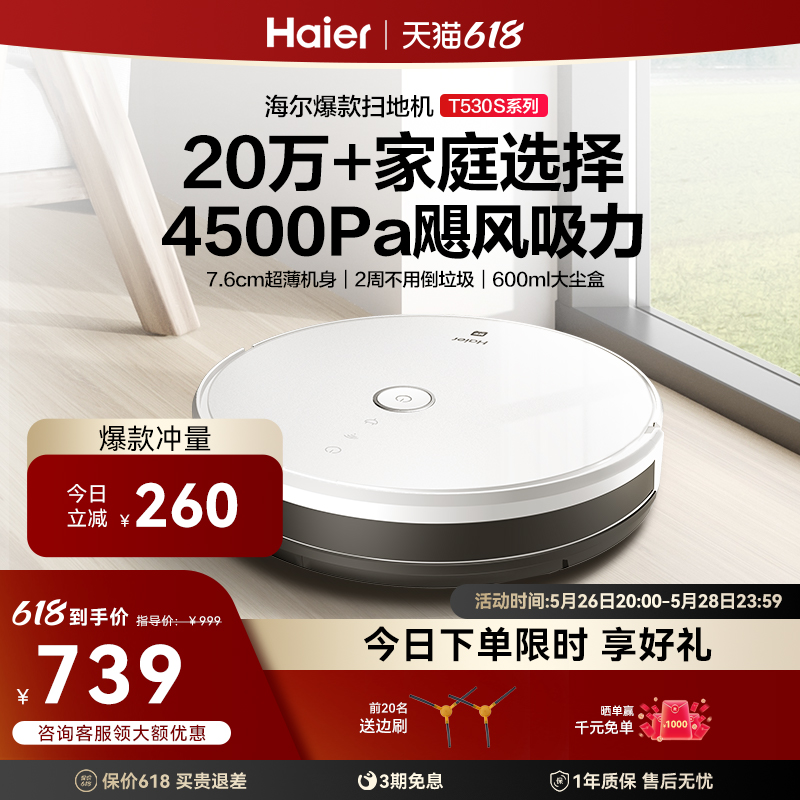 Haier | 天猫618
海尔爆款扫地机 T530S系列
20万+家庭选择
4500Pa飓风吸力
7.6cm超薄机身 | 2周不用倒垃圾 | 600ml大尘盒
Haier
爆款冲量
今日
立减 ¥260
618到手价 指导价：¥999
¥739
咨询客服领大额优惠
活动时间:5月26日20:00-5月28日23:59
今日下单限时 享好礼
前20名
送边刷
晒单赢
千元免单
¥1000
保价618 保价618 买贵退差
3期免息
1年质保 售后无忧